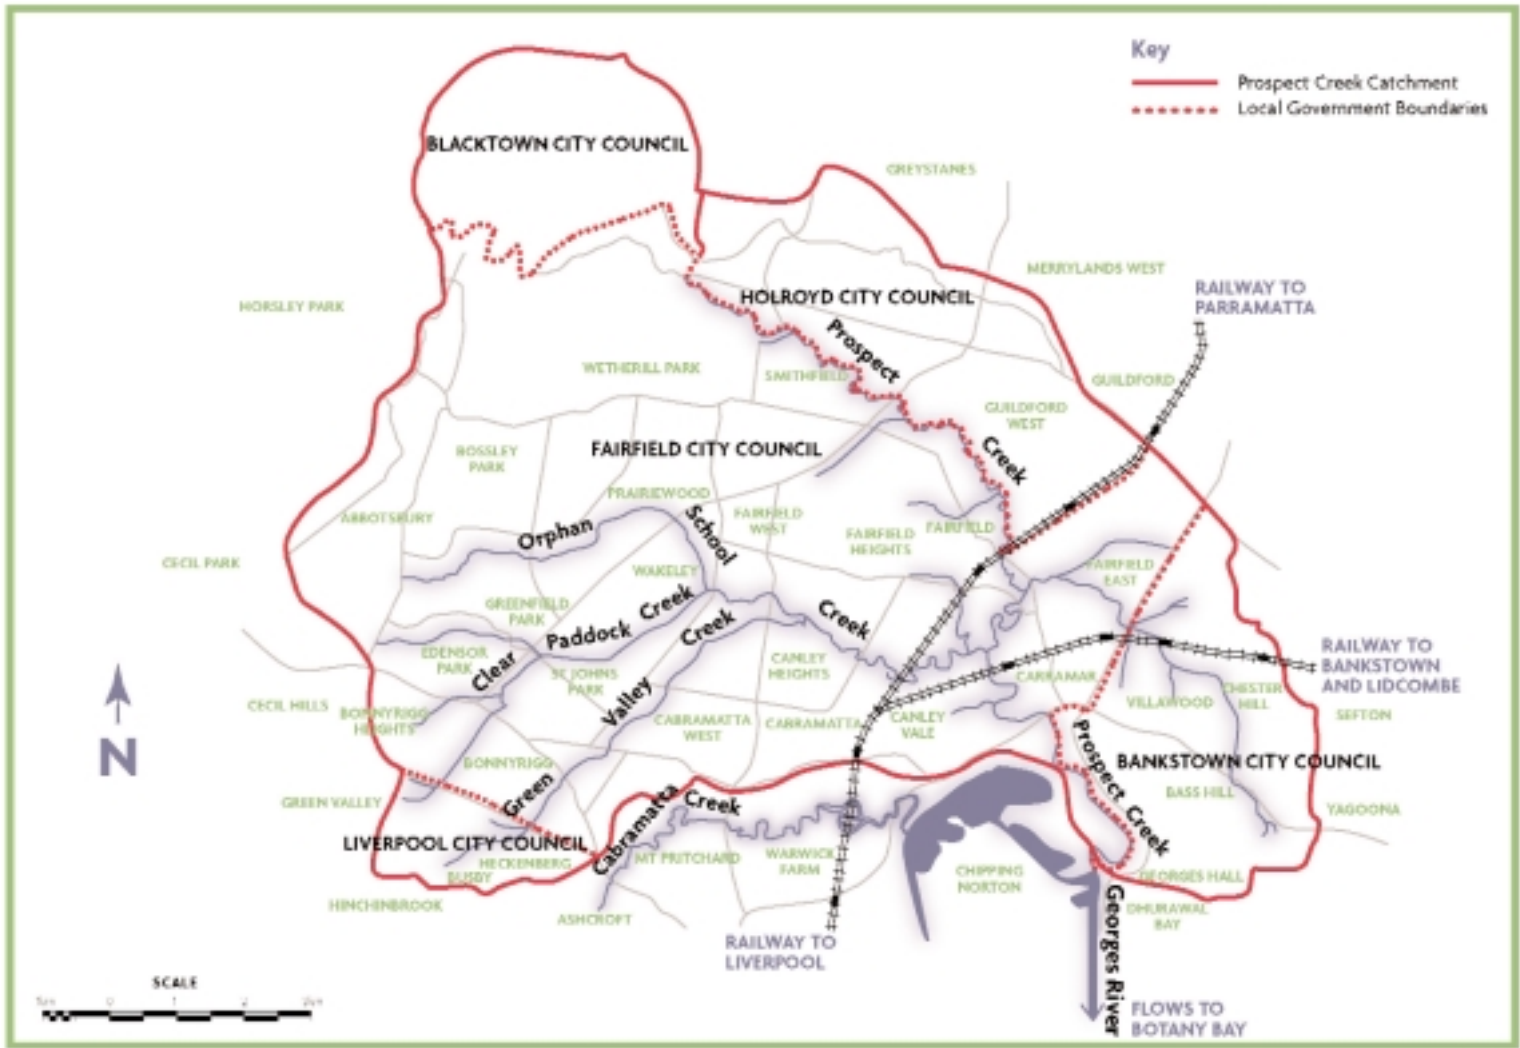 Key
Prospect Creek Catchment
Local Government Boundaries
BLACKTOWN CITY COUNCIL
GREYSTANES
MERRYLANDS WEST
RAILWAY TO
PARRAMATTA
HORSLEY PARK
HOLROYD CITY COUNCIL
Prospect
WETHERILL PARK
SMITHFIELD
GUILDFORD
GUILDFORD
WEST
BOSSLEY
PARK
FAIRFIELD CITY COUNCIL
Creek
PRAIRIEWOOD
ABBOTSBURY
Orphan
School
FAIRFIELD
WEST
FAIRFIELD
HEIGHTS
FAIRFIELD
CECIL PARK
WAKELEY
FAIRFIELD
EAST
GREENFIELD
PARK
Paddock
Creek
Creek
Creek
EDENSOR
PARK
Clear
ST JOHNS
PARK
CANLEY
HEIGHTS
RAILWAY TO
BANKSTOWN
AND LIDCOMBE
CARRAMAR
CECIL HILLS
BONNYRIGG
HEIGHTS
Valley
CABRAMATTA
WEST
CABRAMATTA
CANLEY
VALE
VILLAWOOD
CHESTER
HILL
SEFTON
N
BONNYRIGG
Prospect
BANKSTOWN CITY COUNCIL
GREEN VALLEY
Green
Cabramatta
Creek
Creek
BASS HILL
YAGOONA
LIVERPOOL CITY COUNCIL
HECKENBERG
BUSBY
MT PRITCHARD
WARWICK
FARM
CHIPPING
NORTON
GEORGES HALL
HINCHINBROOK
ASHCROFT
DHURAWAL
BAY
Georges River
RAILWAY TO
LIVERPOOL
SCALE
0
1
2
FLOWS TO
BOTANY BAY